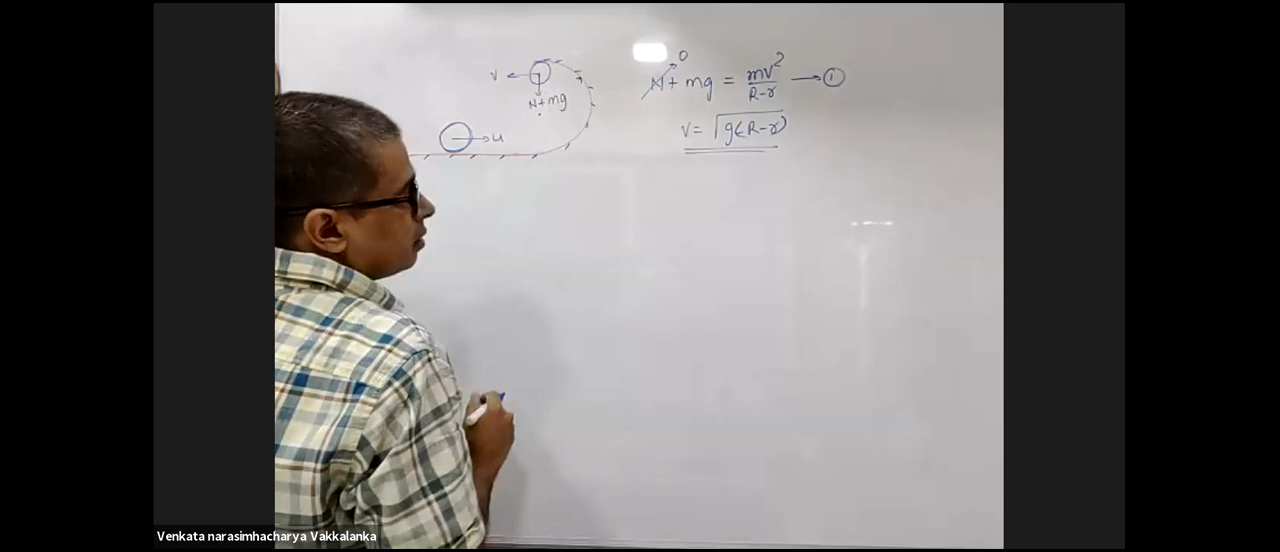 V
N+mg
u
N + mg = mv²/(R-r) → ①
0
V = √g(R-r)
Venkata narasimhacharya Vakkalanka